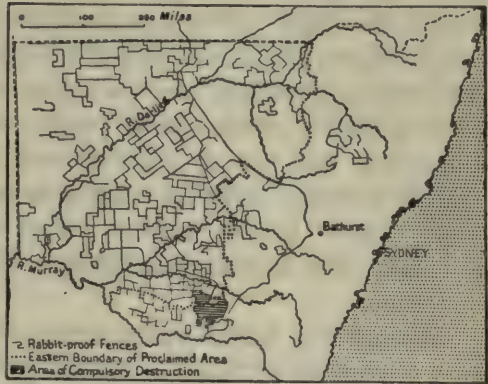 0 100 250 Miles
R. Darling
Bathurst
SYDNEY
R. Murray
Rabbit-proof Fences
Eastern Boundary of Proclaimed Area
Area of Compulsory Destruction